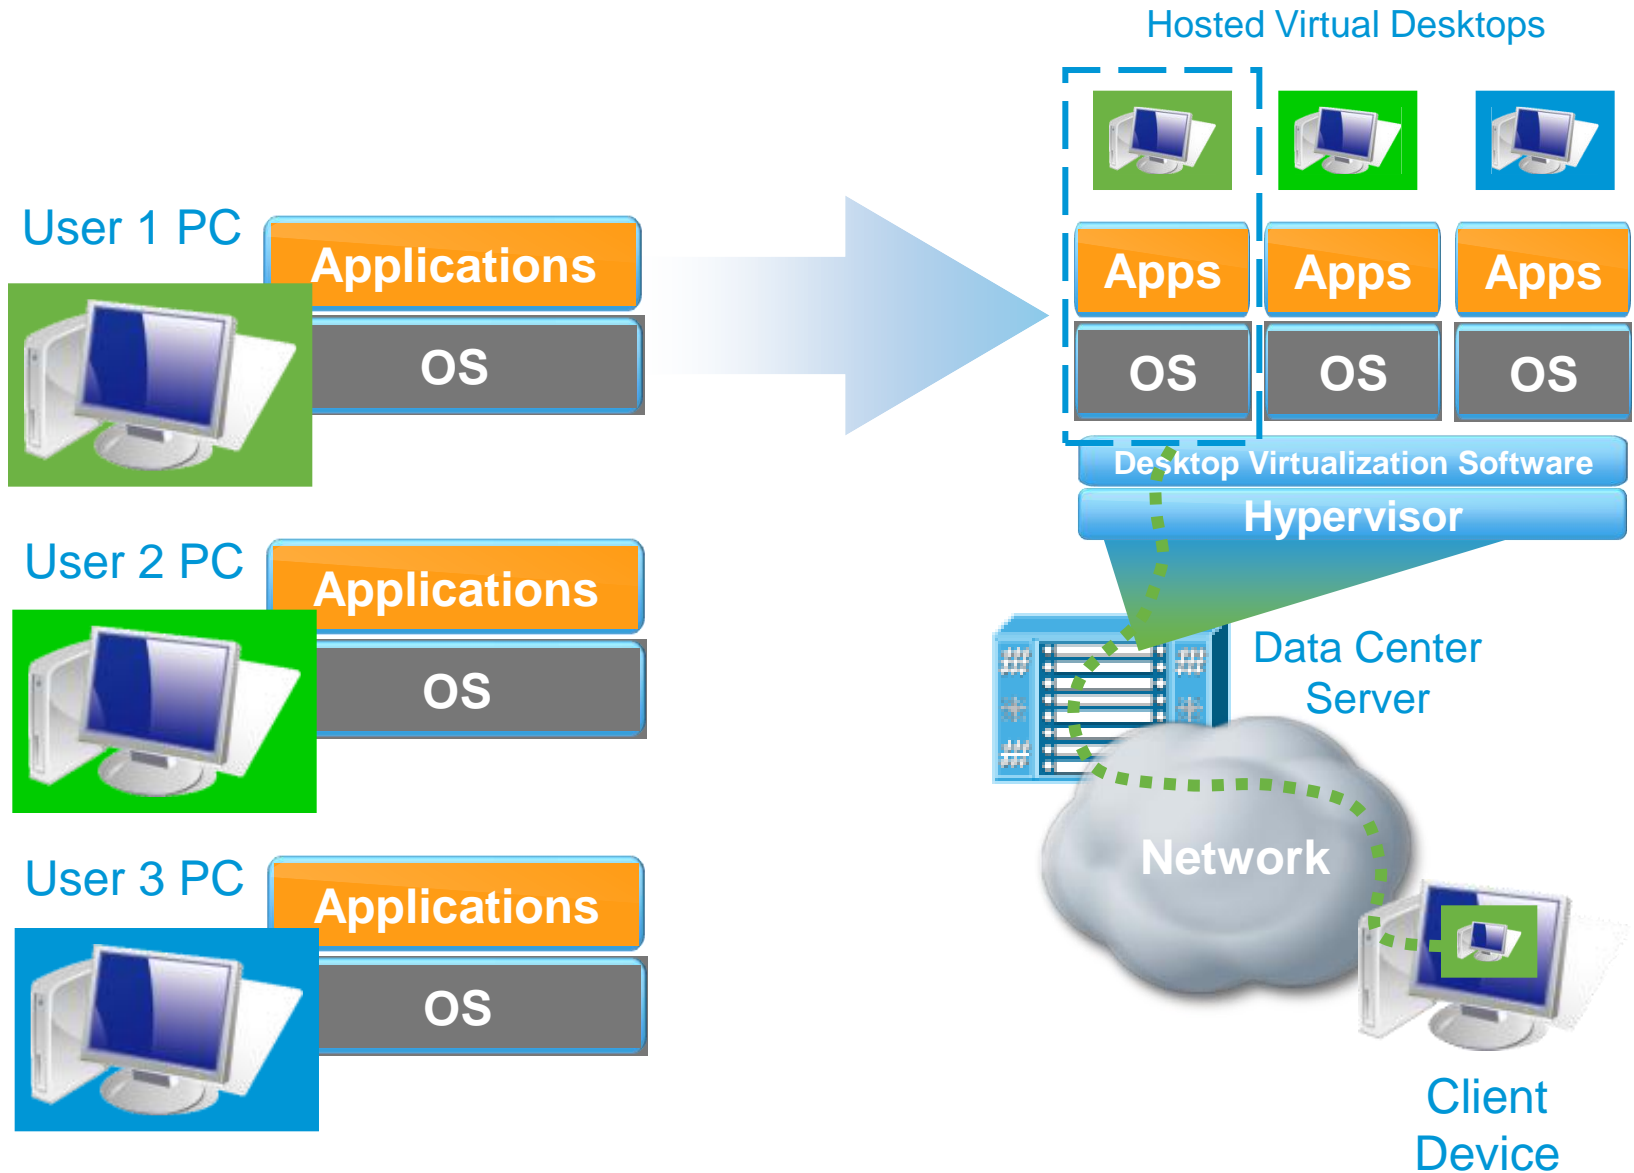 Hosted Virtual Desktops
User 1 PC
Applications
OS
User 2 PC
Applications
OS
User 3 PC
Applications
OS
Apps
Apps
Apps
OS
OS
OS
Desktop Virtualization Software
Hypervisor
Data Center
Server
Network
Client
Device